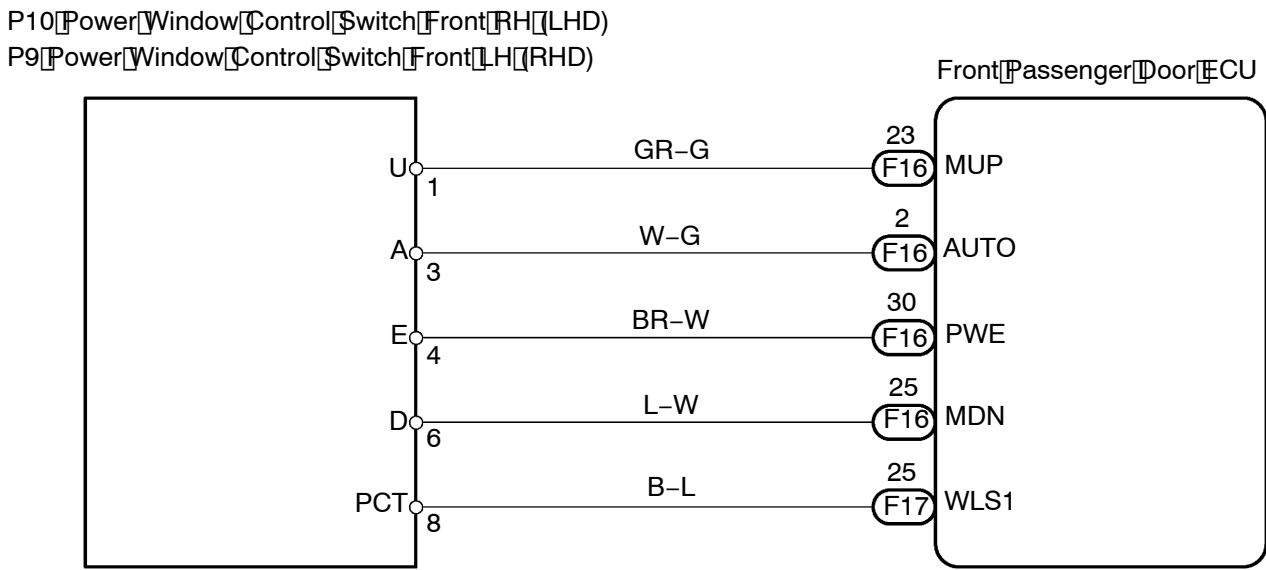 P10 Power Window Control Switch Front RH (LHD)
P9 Power Window Control Switch Front LH (RHD)
Front Passenger Door ECU
U 1 GR–G 23 F16 MUP
A 3 W–G 2 F16 AUTO
E 4 BR–W 30 F16 PWE
D 6 L–W 25 F16 MDN
PCT 8 B–L 25 F17 WLS1